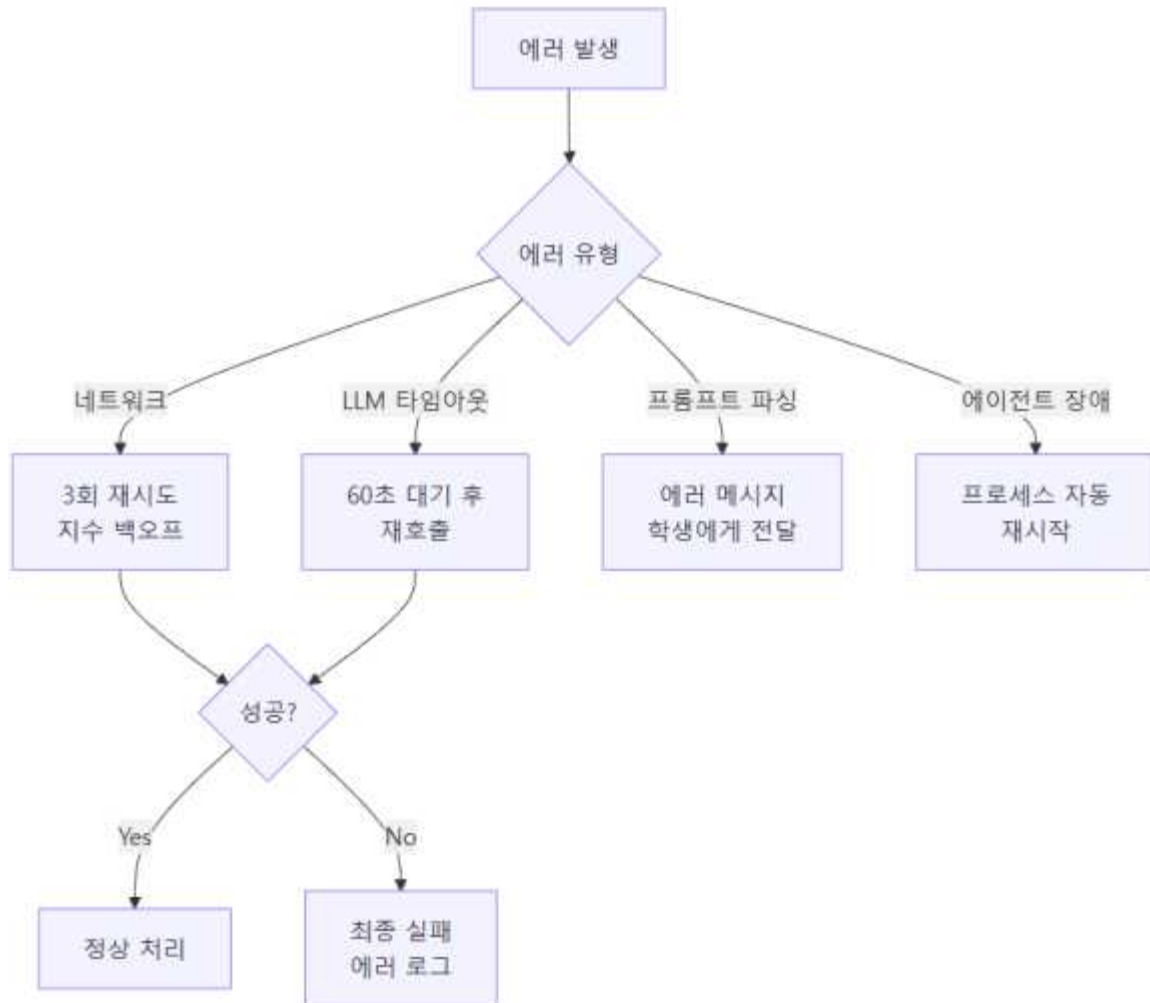 에러 발생
에러 유형
네트워크
LLM 타임아웃
프롬프트 파싱
에이전트 장애
3회 재시도
지수 백오프
60초 대기 후
재호출
에러 메시지
학생에게 전달
프로세스 자동
재시작
성공?
Yes
No
정상 처리
최종 실패
에러 로그